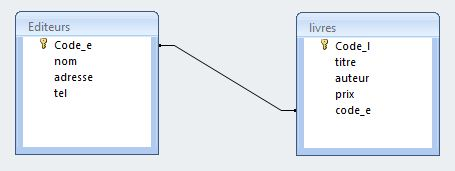 Editeurs
Code_e
nom
adresse
tel
livres
Code_l
titre
auteur
prix
code_e